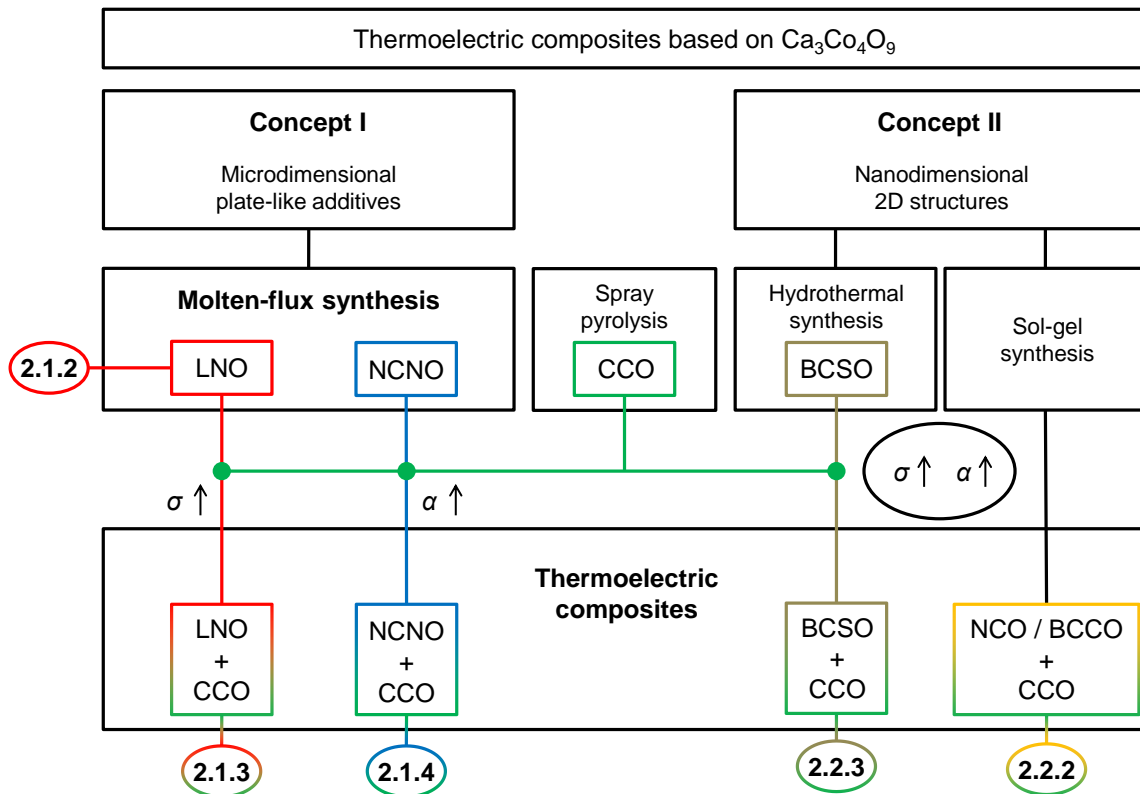 Thermoelectric composites based on Ca₃Co₄O₉
Concept I
Microdimensional
plate-like additives
Concept II
Nanodimensional
2D structures
Molten-flux synthesis
LNO
NCNO
2.1.2
Spray
pyrolysis
CCO
Hydrothermal
synthesis
BCSO
Sol-gel
synthesis
σ ↑
α ↑
σ ↑ α ↑
Thermoelectric
composites
LNO
+
CCO
NCNO
+
CCO
BCSO
+
CCO
NCO / BCCO
+
CCO
2.1.3
2.1.4
2.2.3
2.2.2